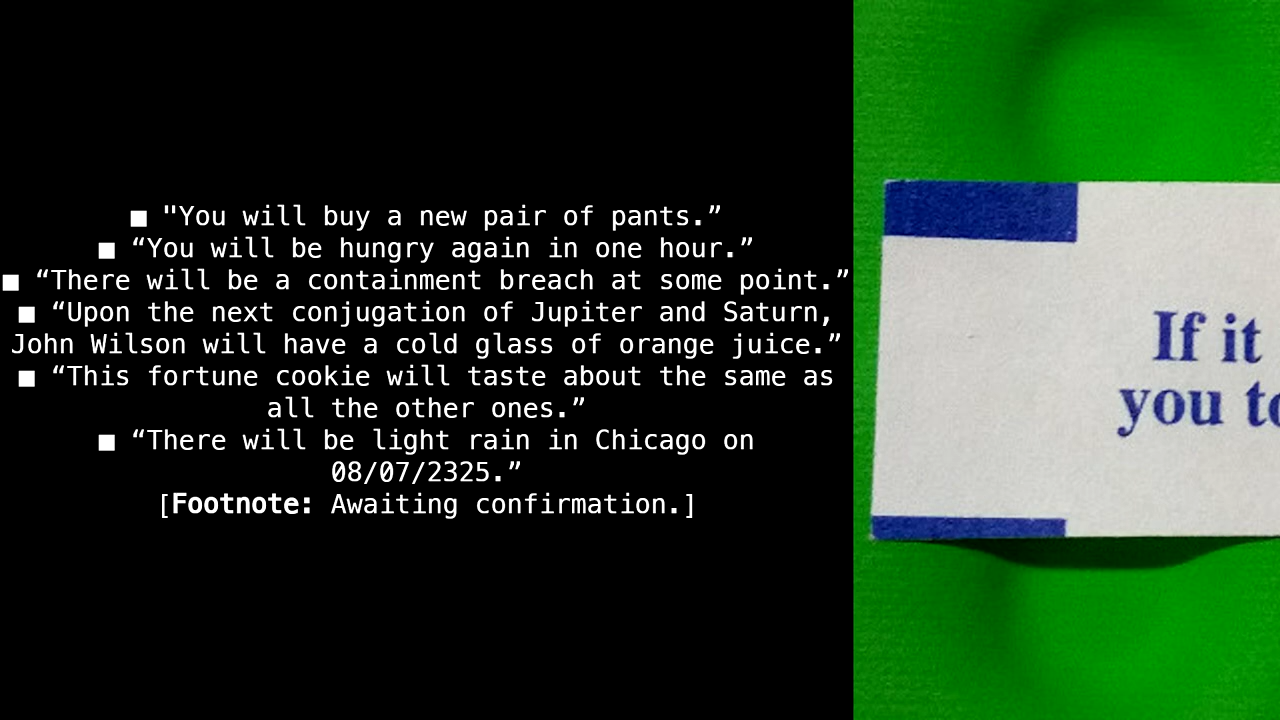 ■ "You will buy a new pair of pants.”
■ “You will be hungry again in one hour.”
■ “There will be a containment breach at some point.”
■ “Upon the next conjugation of Jupiter and Saturn,
John Wilson will have a cold glass of orange juice.”
■ “This fortune cookie will taste about the same as
all the other ones.”
■ “There will be light rain in Chicago on
08/07/2325.”
[Footnote: Awaiting confirmation.]
If it
you